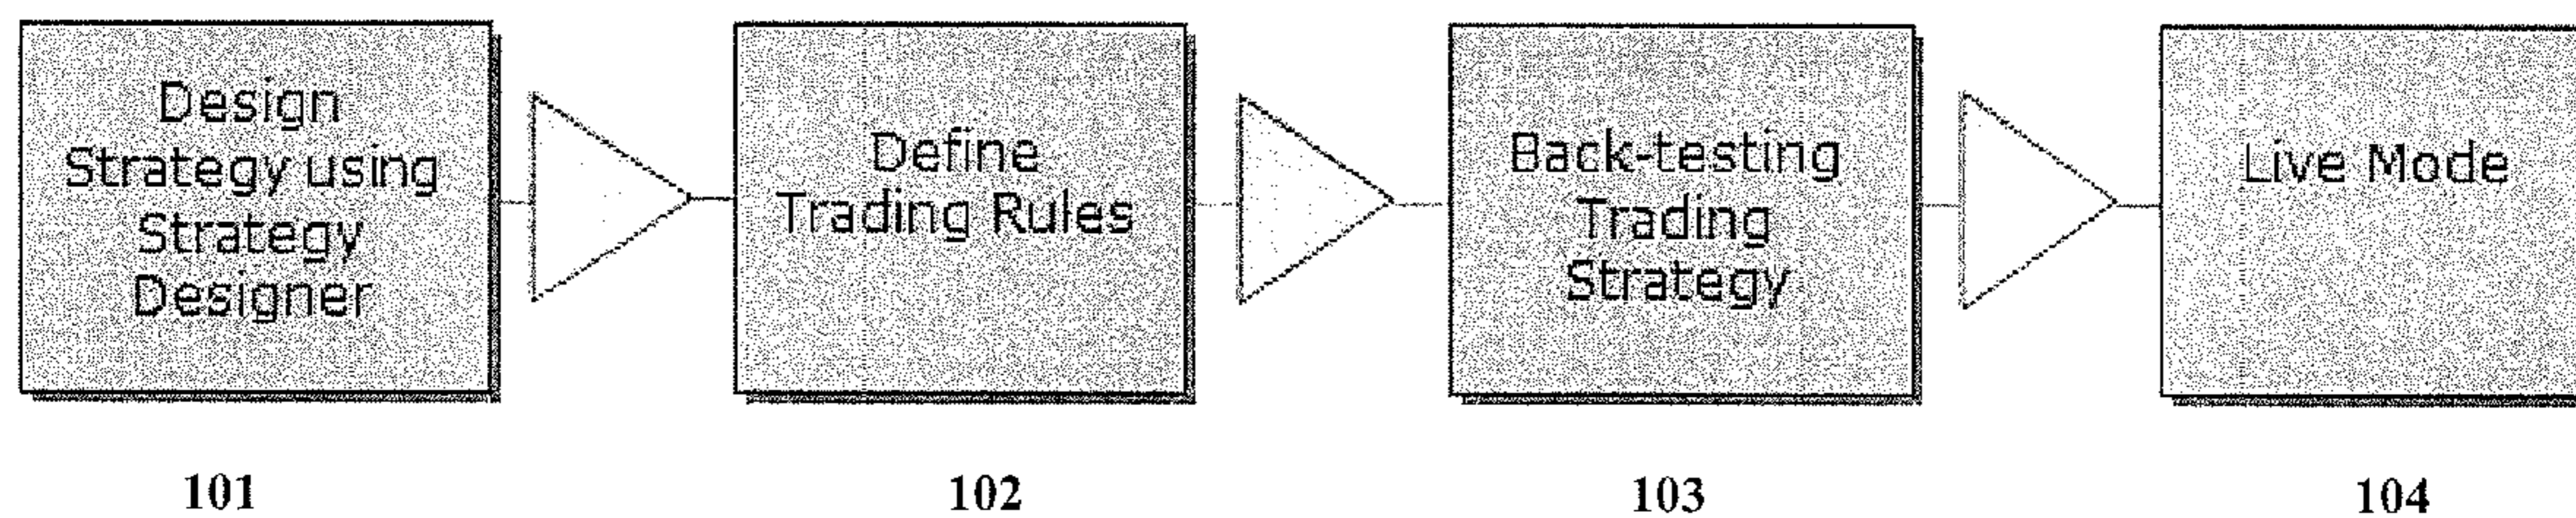 Design
Strategy using
Strategy
Designer
Define
Trading Rules
Back-testing
Trading
Strategy
Live Mode
101
102
103
104